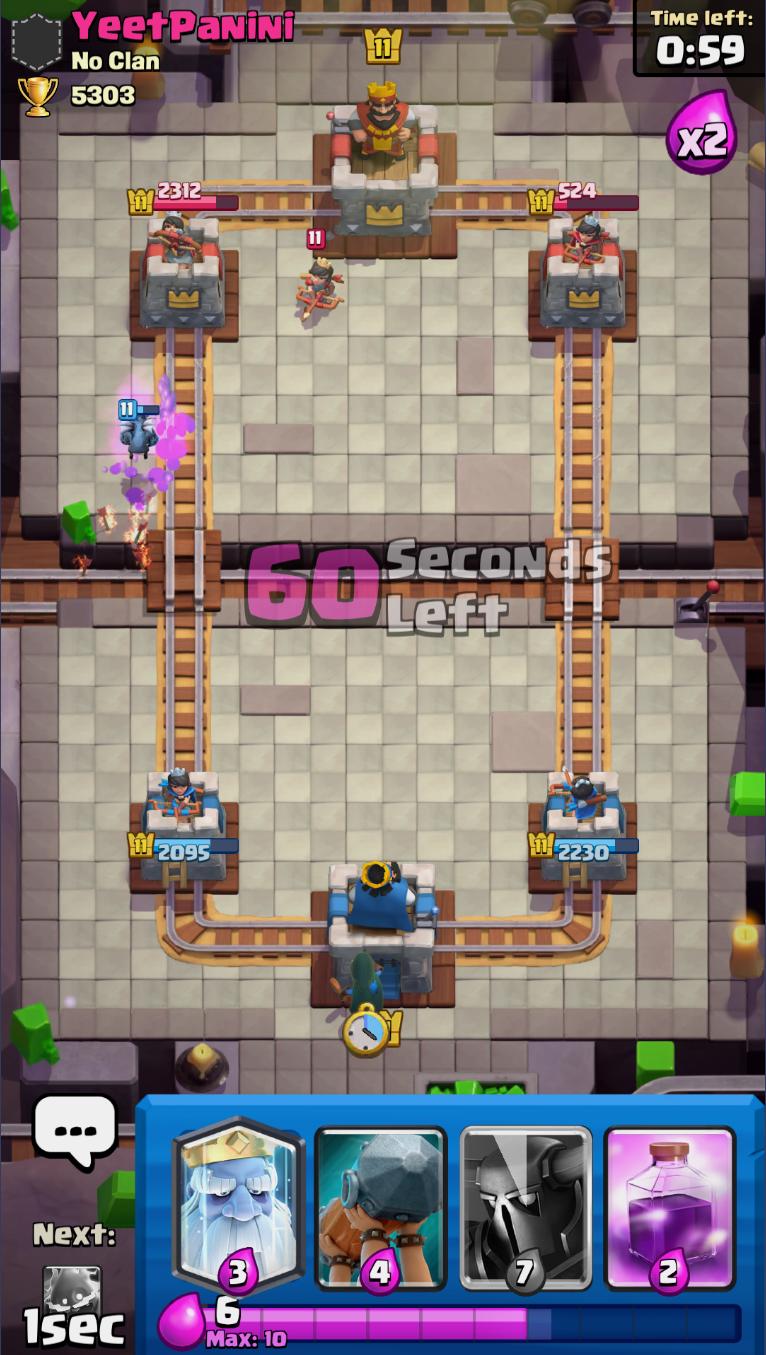 YeetPanini
No Clan
5303
Time left:
0:59
x2
11
2312
11
524
11
11
11
60 Seconds
Left
11
2095
11
2230
...
Next:
1sec
3
4
7
2
6
Max: 10